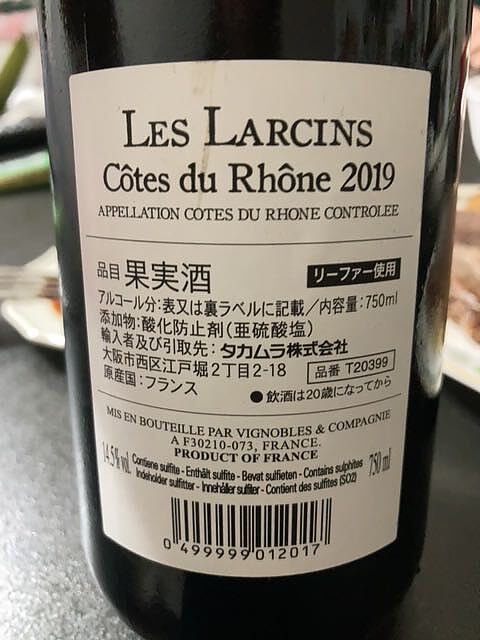 LES LARCINS
Côtes du Rhône 2019
APPELLATION COTES DU RHONE CONTROLEE
品目 果実酒 リーファー使用
アルコール分:表又は裏ラベルに記載/内容量:750ml
添加物:酸化防止剤(亜硫酸塩)
輸入者及び引取先:タカムラ株式会社
大阪市西区江戸堀2丁目2-18 品番 T20399
原産国:フランス ●飲酒は20歳になってから
MIS EN BOUTEILLE PAR VIGNOBLES & COMPAGNIE
A F30210-073, FRANCE.
PRODUCT OF FRANCE
14.5% vol. Contiene sulfite - Enthält sulfite - Bevat sulfieten - Contains sulphites 750 ml
Indeholder sulfitter - Innehåller sulfiter - Contient des sulfites (SO2)
0 499999 012017